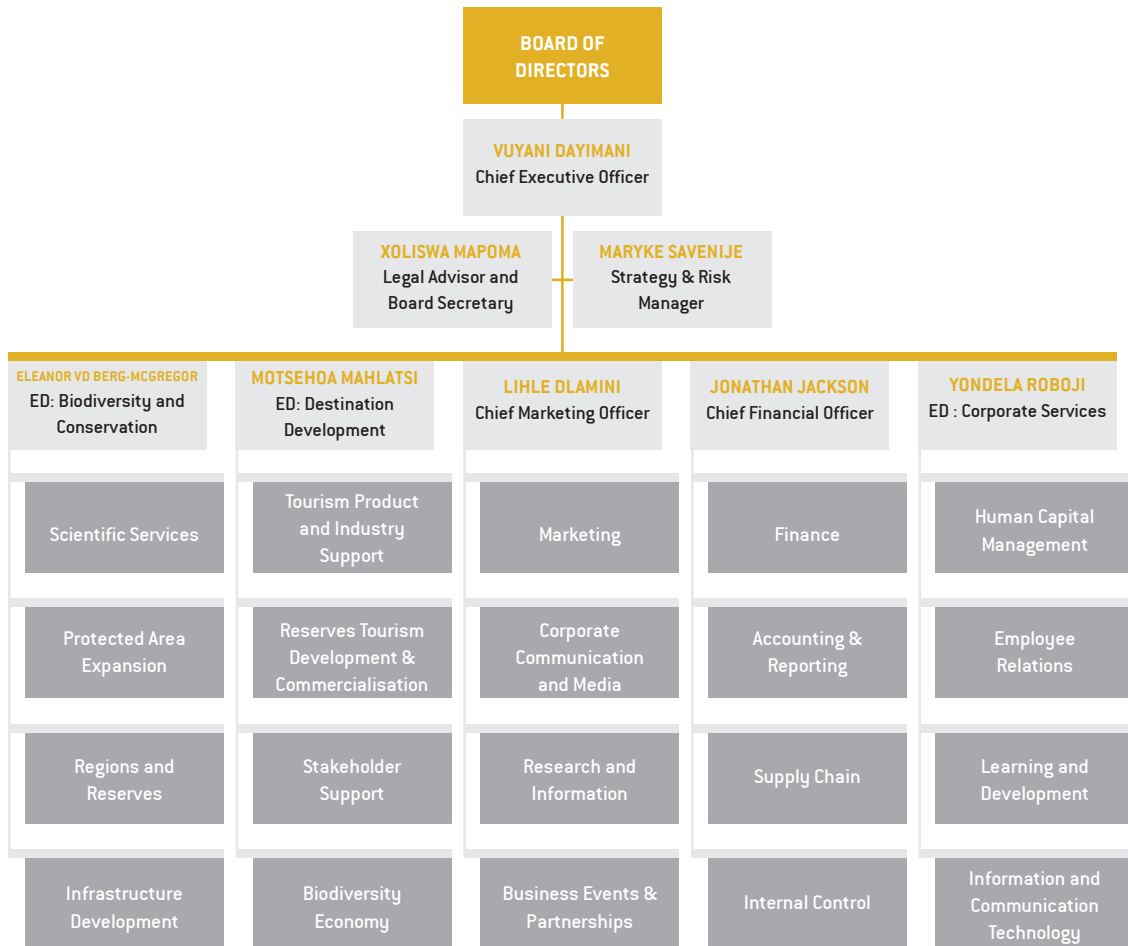 BOARD OF
DIRECTORS
VUYANI DAYIMANI
Chief Executive Officer
XOLISWA MAPOMA
Legal Advisor and
Board Secretary
MARYKE SAVENIJE
Strategy & Risk
Manager
ELEANOR VD BERG-MCGREGOR
ED: Biodiversity and
Conservation
MOTSEHOA MAHLATSI
ED: Destination
Development
LIHLE DLAMINI
Chief Marketing Officer
JONATHAN JACKSON
Chief Financial Officer
YONDELA ROBOJI
ED : Corporate Services
Scientific Services
Tourism Product
and Industry
Support
Marketing
Finance
Human Capital
Management
Protected Area
Expansion
Reserves Tourism
Development &
Commercialisation
Corporate
Communication
and Media
Accounting &
Reporting
Employee
Relations
Regions and
Reserves
Stakeholder
Support
Research and
Information
Supply Chain
Learning and
Development
Infrastructure
Development
Biodiversity
Economy
Business Events &
Partnerships
Internal Control
Information and
Communication
Technology